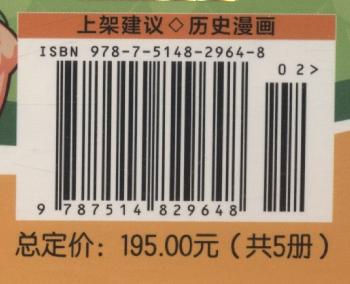 上架建议◇历史漫画
ISBN 978-7-5148-2964-8
02>
9 787514 829648
总定价：195.00元（共5册）